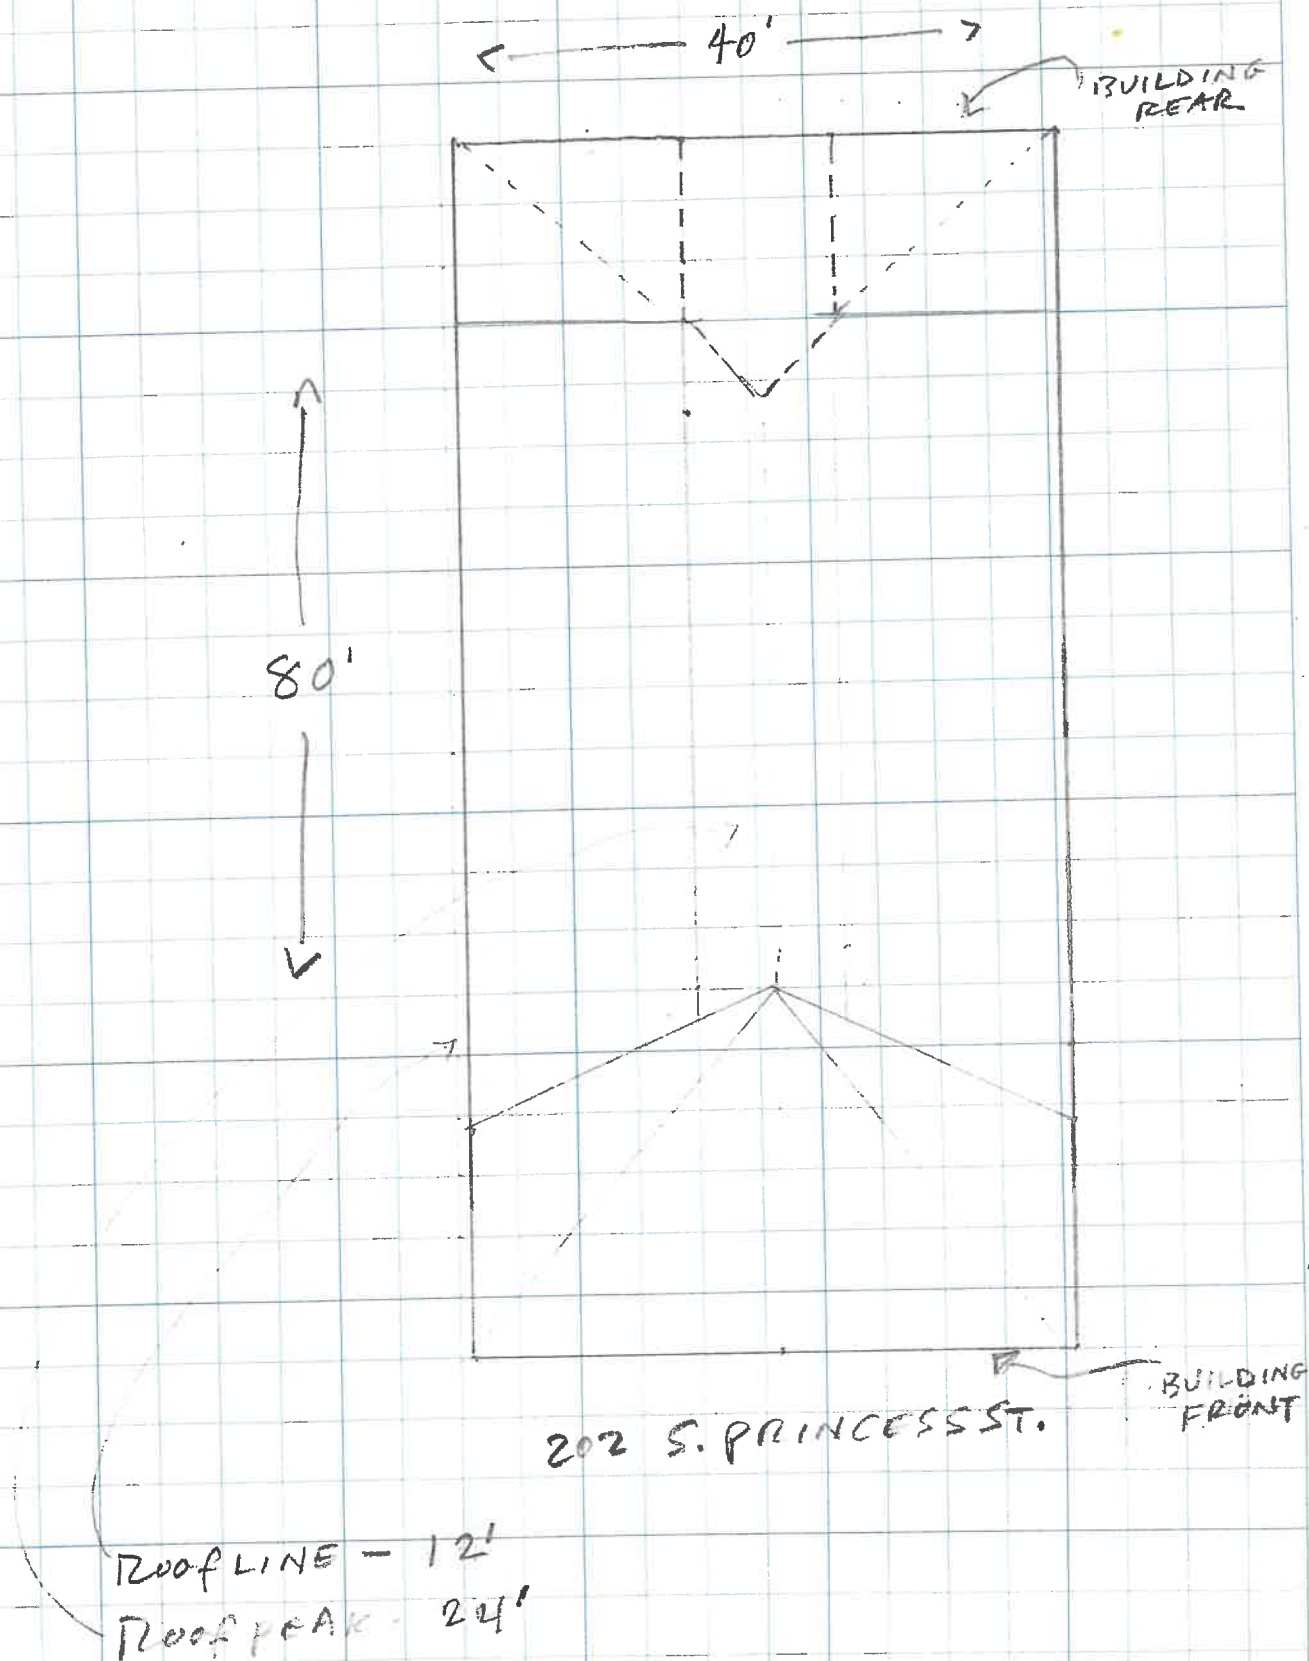 40'
BUILDING
REAR
80'
BUILDING
FRONT
202 S. PRINCESS ST.
ROOFLINE - 12'
ROOF PEAK - 24'